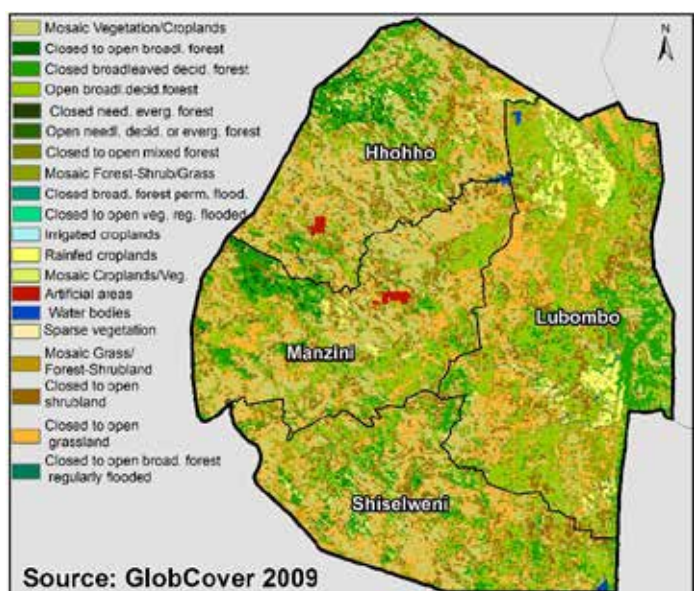 Mosaic Vegetation/Croplands
Closed to open broadl. forest
Closed broadleaved decid. forest
Open broadl.decid.forest
Closed need. everg. forest
Open needl. decid. or everg. forest
Closed to open mixed forest
Mosaic Forest-Shrub/Grass
Closed broad. forest perm. flood.
Closed to open veg. reg. flooded
Irrigated croplands
Rainfed croplands
Mosaic Croplands/Veg.
Artificial areas
Water bodies
Sparse vegetation
Mosaic Grass/
Forest-Shrubland
Closed to open
shrubland
Closed to open
grassland
Closed to open broad. forest
regularly flooded
N
Hhohho
Lubombo
Manzini
Shiselweni
Source: GlobCover 2009